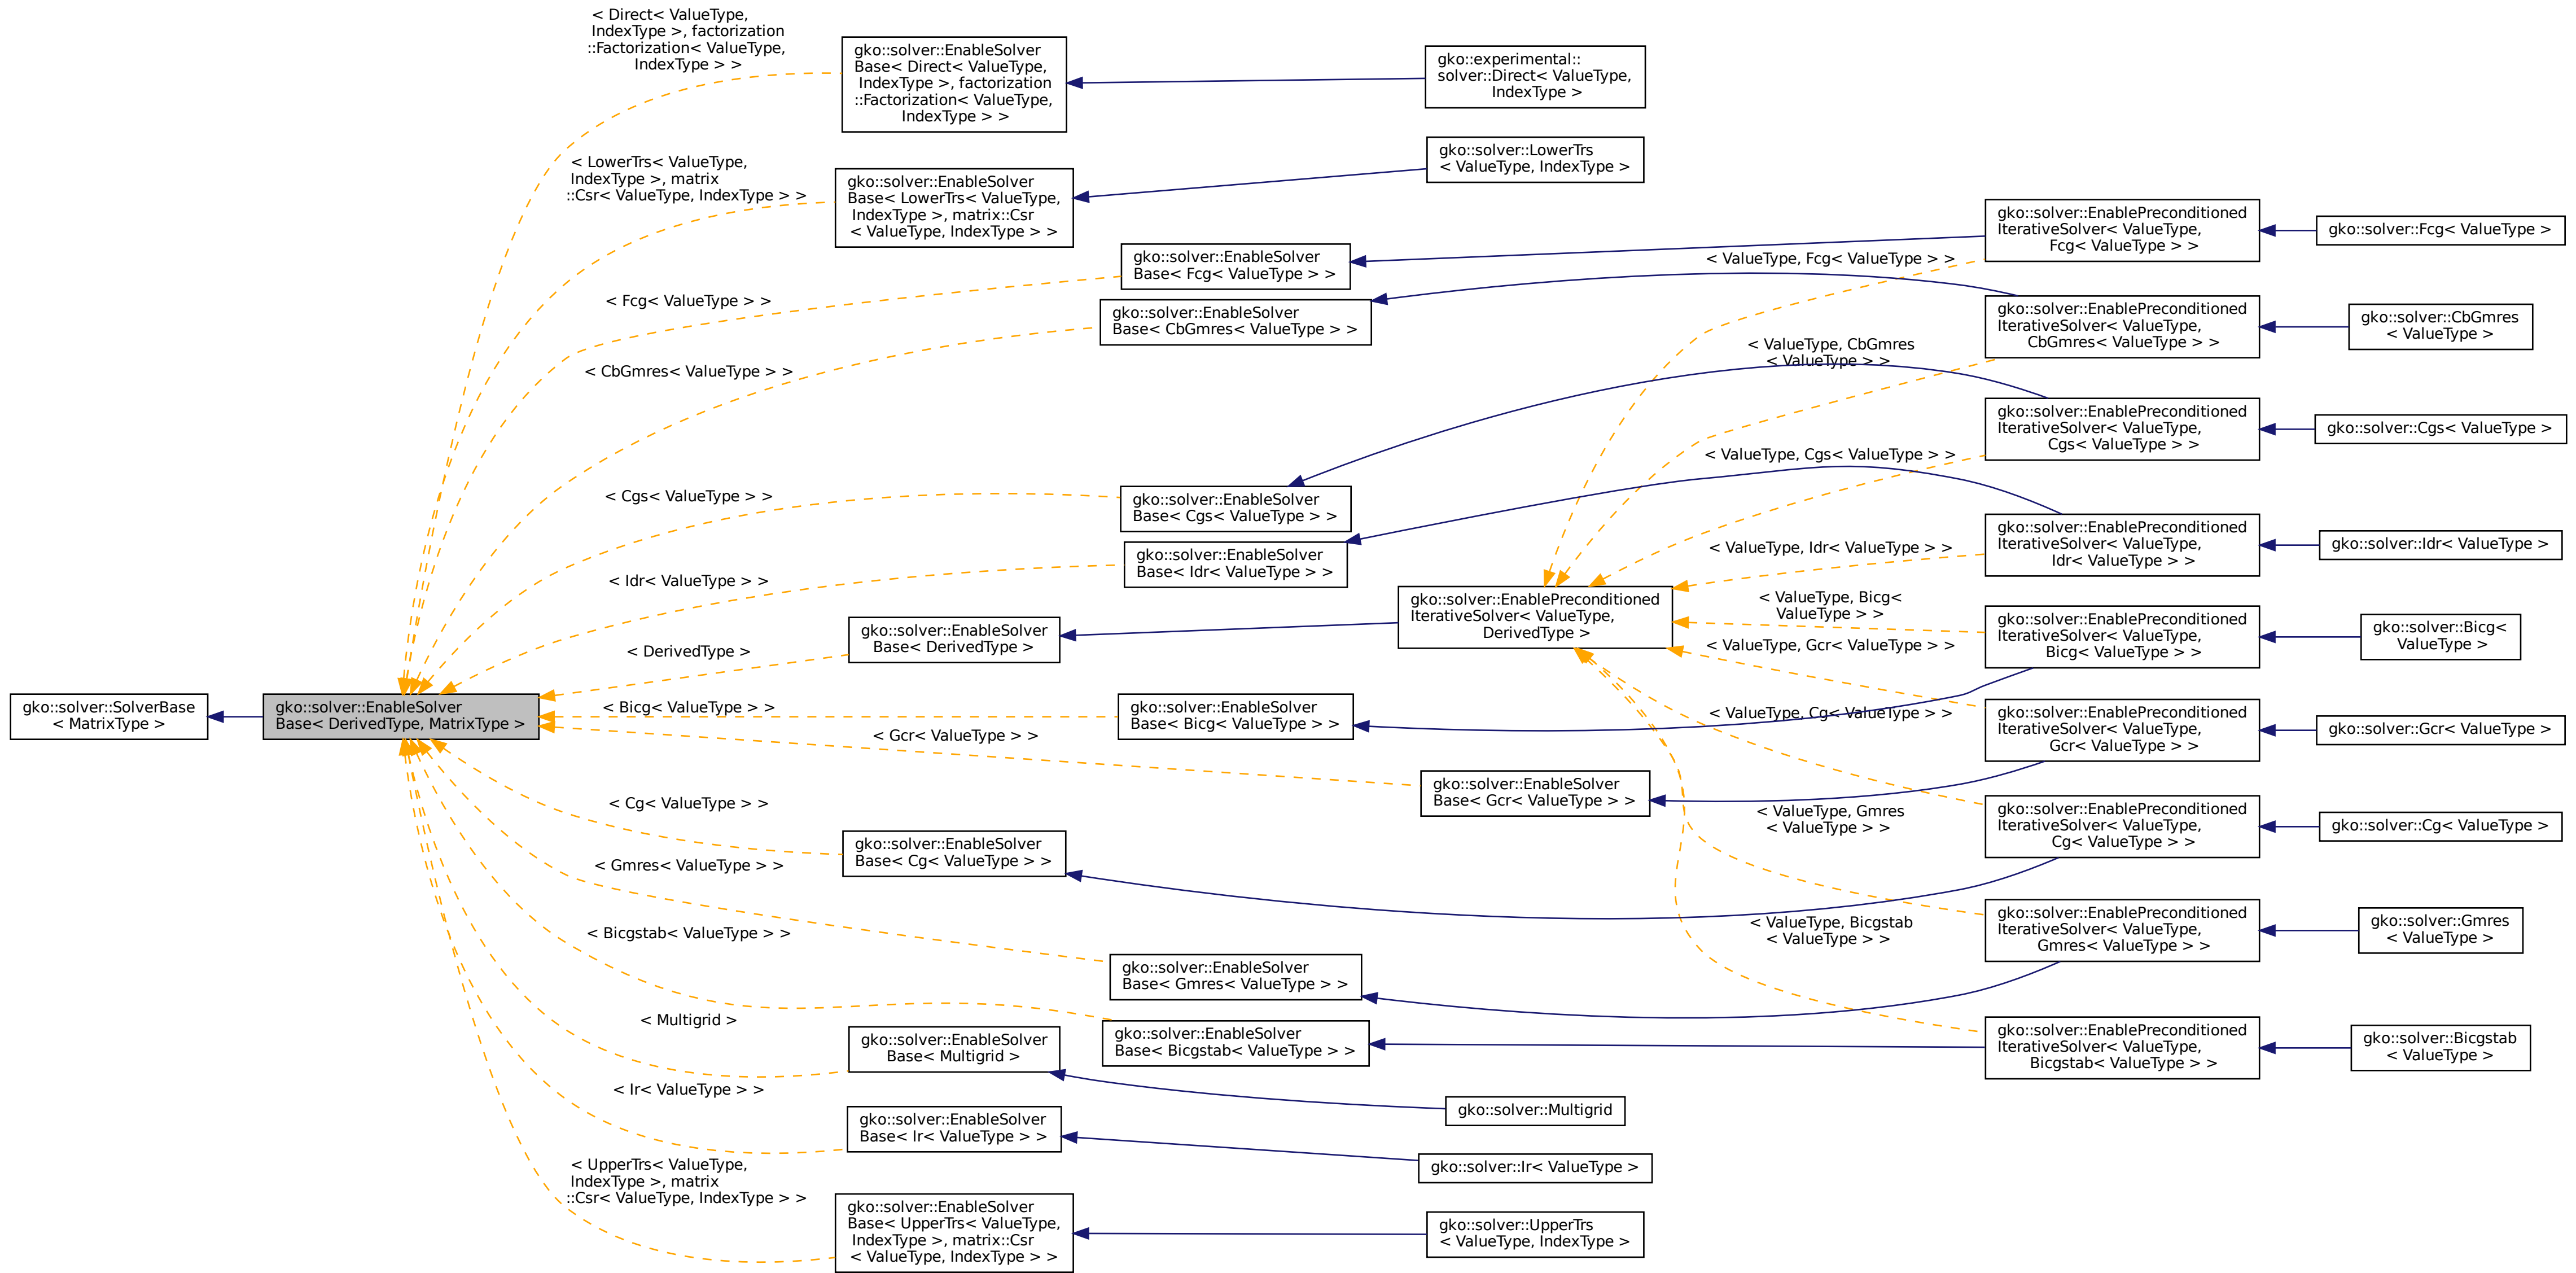 < Direct< ValueType,
IndexType >, factorization
::Factorization< ValueType,
IndexType > >
gko::solver::EnableSolver
Base< Direct< ValueType,
IndexType >, factorization
::Factorization< ValueType,
IndexType > >
gko::experimental::
solver::Direct< ValueType,
IndexType >
< LowerTrs< ValueType,
IndexType >, matrix
::Csr< ValueType, IndexType > >
gko::solver::EnableSolver
Base< LowerTrs< ValueType,
IndexType >, matrix::Csr
< ValueType, IndexType > >
gko::solver::LowerTrs
< ValueType, IndexType >
< Fcg< ValueType > >
gko::solver::EnableSolver
Base< Fcg< ValueType > >
< ValueType, Fcg< ValueType > >
gko::solver::EnablePreconditioned
IterativeSolver< ValueType,
Fcg< ValueType > >
gko::solver::Fcg< ValueType >
< CbGmres< ValueType > >
gko::solver::EnableSolver
Base< CbGmres< ValueType > >
< ValueType, CbGmres
< ValueType > >
gko::solver::EnablePreconditioned
IterativeSolver< ValueType,
CbGmres< ValueType > >
gko::solver::CbGmres
< ValueType >
< Cgs< ValueType > >
gko::solver::EnableSolver
Base< Cgs< ValueType > >
< ValueType, Cgs< ValueType > >
gko::solver::EnablePreconditioned
IterativeSolver< ValueType,
Cgs< ValueType > >
gko::solver::Cgs< ValueType >
< Idr< ValueType > >
gko::solver::EnableSolver
Base< Idr< ValueType > >
< ValueType, Idr< ValueType > >
gko::solver::EnablePreconditioned
IterativeSolver< ValueType,
Idr< ValueType > >
gko::solver::Idr< ValueType >
< DerivedType >
gko::solver::EnableSolver
Base< DerivedType >
gko::solver::EnablePreconditioned
IterativeSolver< ValueType,
DerivedType >
< ValueType, Bicg<
ValueType > >
gko::solver::EnablePreconditioned
IterativeSolver< ValueType,
Bicg< ValueType > >
gko::solver::Bicg<
ValueType >
gko::solver::SolverBase
< MatrixType >
gko::solver::EnableSolver
Base< DerivedType, MatrixType >
< Bicg< ValueType > >
gko::solver::EnableSolver
Base< Bicg< ValueType > >
< ValueType, Gcr< ValueType > >
gko::solver::EnablePreconditioned
IterativeSolver< ValueType,
Gcr< ValueType > >
gko::solver::Gcr< ValueType >
< Gcr< ValueType > >
gko::solver::EnableSolver
Base< Gcr< ValueType > >
< ValueType, Cg< ValueType > >
< Cg< ValueType > >
gko::solver::EnableSolver
Base< Cg< ValueType > >
gko::solver::EnablePreconditioned
IterativeSolver< ValueType,
Cg< ValueType > >
gko::solver::Cg< ValueType >
< Gmres< ValueType > >
gko::solver::EnableSolver
Base< Gmres< ValueType > >
< ValueType, Gmres
< ValueType > >
gko::solver::EnablePreconditioned
IterativeSolver< ValueType,
Gmres< ValueType > >
gko::solver::Gmres
< ValueType >
< Bicgstab< ValueType > >
gko::solver::EnableSolver
Base< Bicgstab< ValueType > >
< ValueType, Bicgstab
< ValueType > >
gko::solver::EnablePreconditioned
IterativeSolver< ValueType,
Bicgstab< ValueType > >
gko::solver::Bicgstab
< ValueType >
< Multigrid >
gko::solver::EnableSolver
Base< Multigrid >
gko::solver::Multigrid
< Ir< ValueType > >
gko::solver::EnableSolver
Base< Ir< ValueType > >
gko::solver::Ir< ValueType >
< UpperTrs< ValueType,
IndexType >, matrix
::Csr< ValueType, IndexType > >
gko::solver::EnableSolver
Base< UpperTrs< ValueType,
IndexType >, matrix::Csr
< ValueType, IndexType > >
gko::solver::UpperTrs
< ValueType, IndexType >